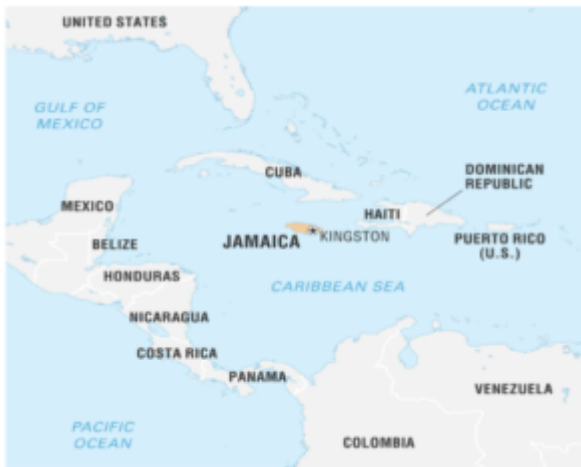 UNITED STATES
ATLANTIC
OCEAN
GULF OF
MEXICO
CUBA
DOMINICAN
REPUBLIC
MEXICO
HAITI
BELIZE
JAMAICA
KINGSTON
PUERTO RICO
(U.S.)
HONDURAS
CARIBBEAN SEA
NICARAGUA
COSTA RICA
PANAMA
VENEZUELA
PACIFIC
OCEAN
COLOMBIA